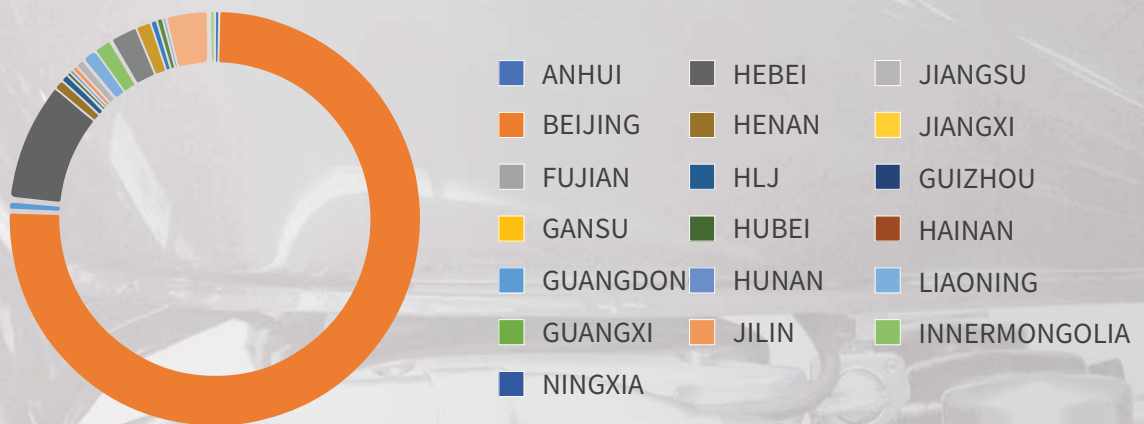 ANHUI HEBEI JIANGSU
BEIJING HENAN JIANGXI
FUJIAN HLJ GUIZHOU
GANSU HUBEI HAINAN
GUANGDON HUNAN LIAONING
GUANGXI JILIN INNERMONGOLIA
NINGXIA